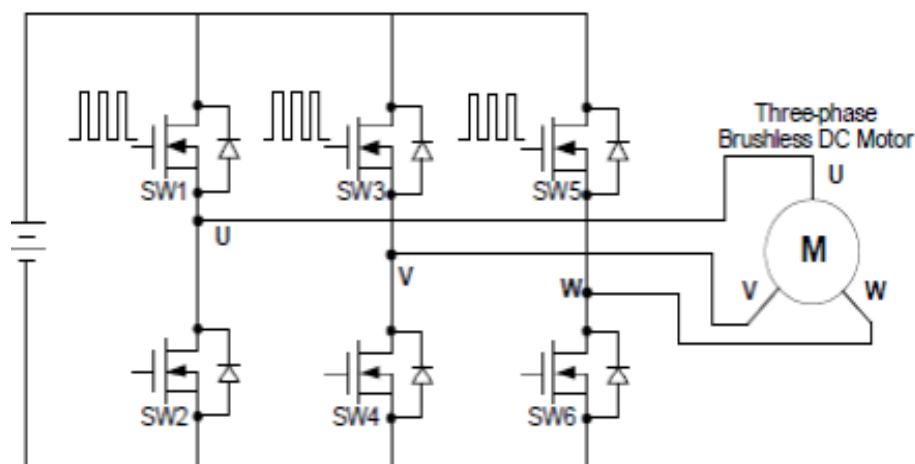 Three-phase
Brushless DC Motor
U
SW1
SW3
SW5
U
V
W
M
V
W
SW2
SW4
SW6